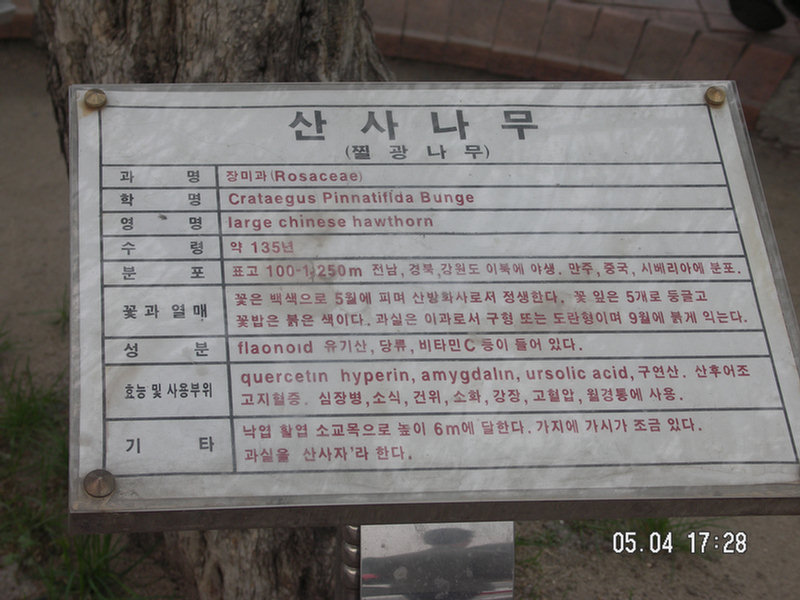 산사나무
(찔광나무)
과 명 장미과(Rosaceae)
학 명 Crataegus Pinnatifida Bunge
영 명 large chinese hawthorn
수 령 약 135년
분 포 표고 100-1,250m 전남,경북,강원도 이북에 야생. 만주,중국,시베리아에 분포.
꽃과열매 꽃은 백색으로 5월에 피며 산방화사로서 정생한다. 꽃 잎은 5개로 둥글고
꽃밥은 붉은 색이다. 과실은 이과로서 구형 또는 도란형이며 9월에 붉게 익는다.
성 분 flaonoid 유기산, 당류, 비타민C 등이 들어 있다.
효능 및 사용부위 quercetin hyperin, amygdalin, ursolic acid, 구연산. 산후어조
고지혈증. 심장병,소식,건위,소화,강장,고혈압,월경통에 사용.
기 타 낙엽 활엽 소교목으로 높이 6m에 달한다. 가지에 가시가 조금 있다.
과실을 산사자'라 한다.
05.04 17:28